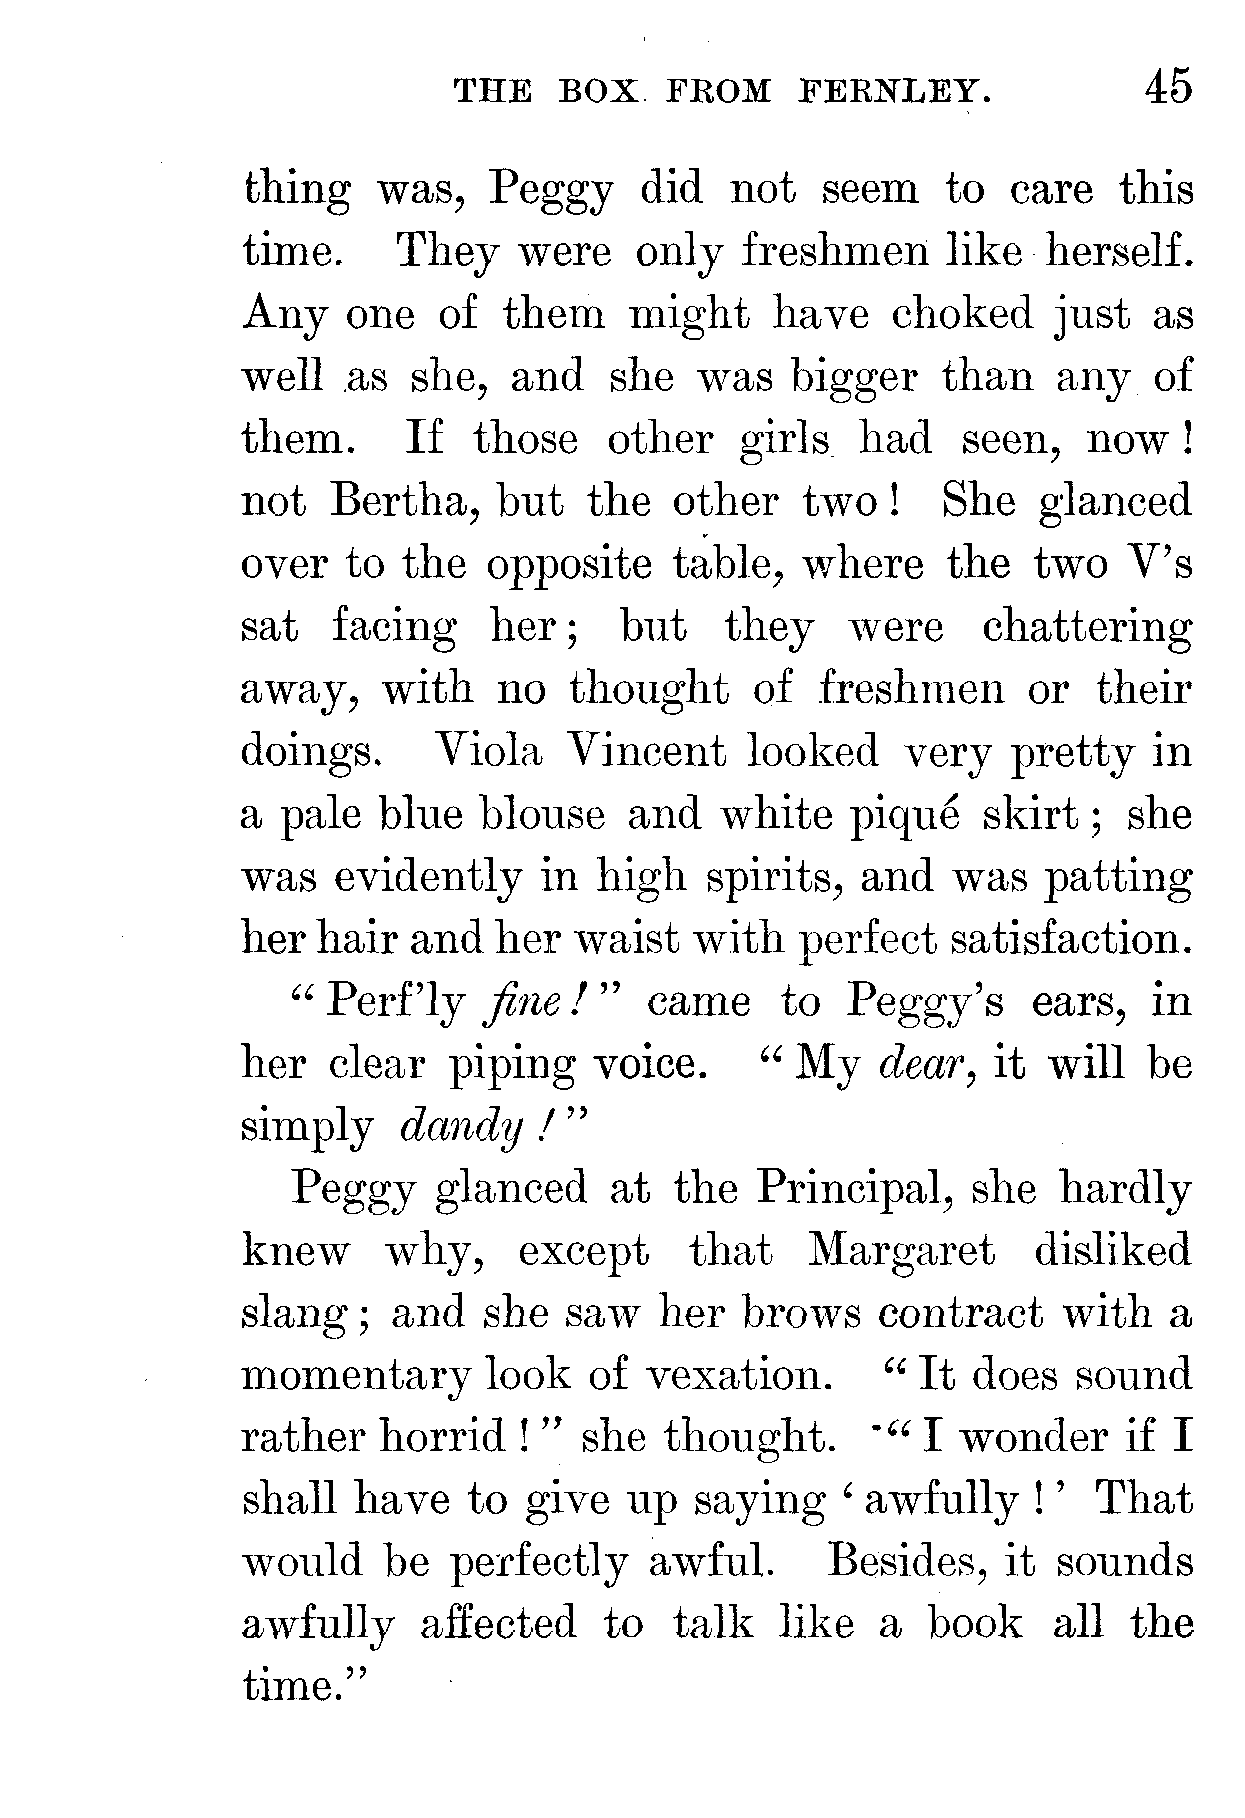 THE BOX FROM FERNLEY. 45
thing was, Peggy did not seem to care this
time. They were only freshmen like herself.
Any one of them might have choked just as
well as she, and she was bigger than any of
them. If those other girls had seen, now!
not Bertha, but the other two! She glanced
over to the opposite table, where the two V's
sat facing her; but they were chattering
away, with no thought of freshmen or their
doings. Viola Vincent looked very pretty in
a pale blue blouse and white piqué skirt; she
was evidently in high spirits, and was patting
her hair and her waist with perfect satisfaction.
"Perf'ly fine!" came to Peggy's ears, in
her clear piping voice. "My dear, it will be
simply dandy!"
Peggy glanced at the Principal, she hardly
knew why, except that Margaret disliked
slang; and she saw her brows contract with a
momentary look of vexation. "It does sound
rather horrid!" she thought. "I wonder if I
shall have to give up saying 'awfully!' That
would be perfectly awful. Besides, it sounds
awfully affected to talk like a book all the
time."